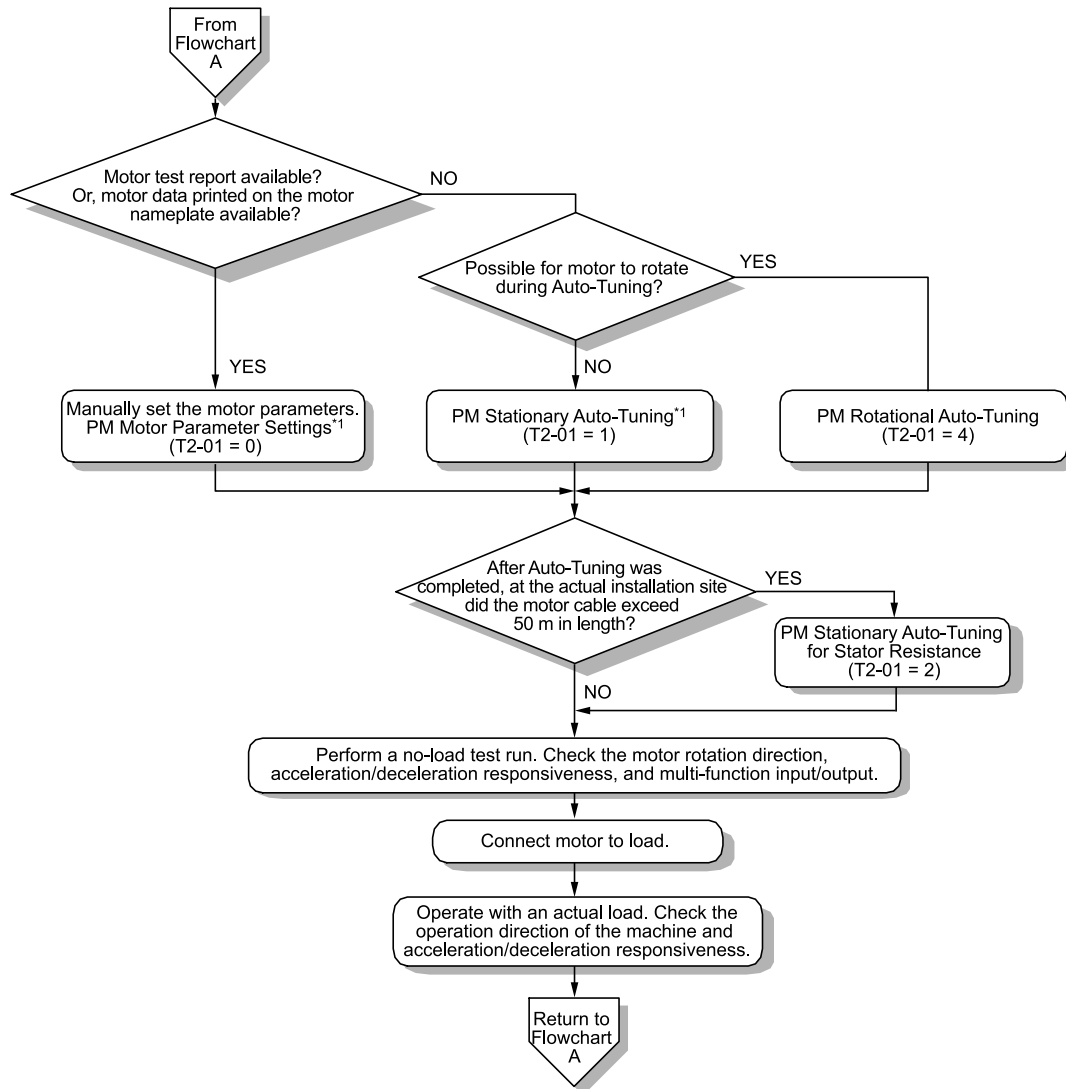 From
Flowchart
A
Motor test report available?
Or, motor data printed on the motor
nameplate available?
NO
Possible for motor to rotate
during Auto-Tuning?
YES
YES
NO
Manually set the motor parameters.
PM Motor Parameter Settings*1
(T2-01 = 0)
PM Stationary Auto-Tuning*1
(T2-01 = 1)
PM Rotational Auto-Tuning
(T2-01 = 4)
After Auto-Tuning was
completed, at the actual installation site
did the motor cable exceed
50 m in length?
YES
PM Stationary Auto-Tuning
for Stator Resistance
(T2-01 = 2)
NO
Perform a no-load test run. Check the motor rotation direction,
acceleration/deceleration responsiveness, and multi-function input/output.
Connect motor to load.
Operate with an actual load. Check the
operation direction of the machine and
acceleration/deceleration responsiveness.
Return to
Flowchart
A